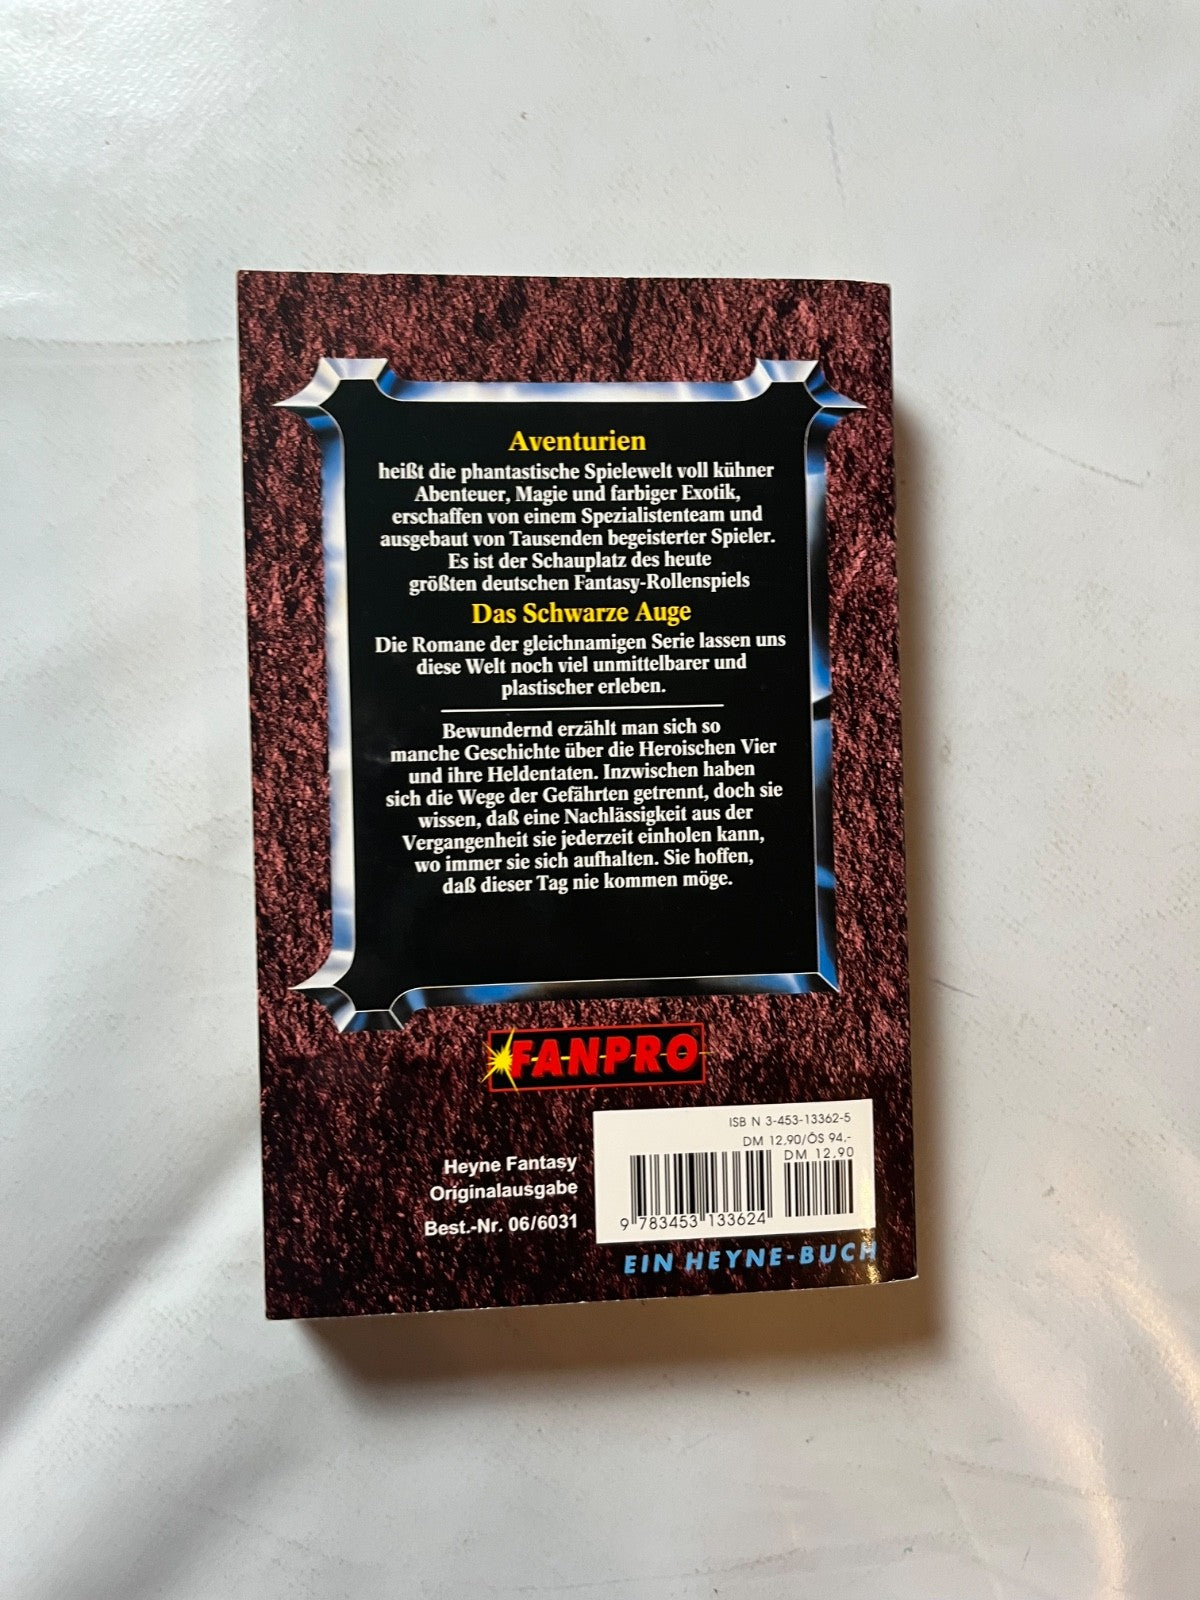 Aventurien
heißt die phantastische Spielewelt voll kühner
Abenteuer, Magie und farbiger Exotik,
erschaffen von einem Spezialistenteam und
ausgebaut von Tausenden begeisterter Spieler.
Es ist der Schauplatz des heute
größten deutschen Fantasy-Rollenspiels
Das Schwarze Auge
Die Romane der gleichnamigen Serie lassen uns
diese Welt noch viel unmittelbarer und
plastischer erleben.
Bewundernd erzählt man sich so
manche Geschichte über die Heroischen Vier
und ihre Heldentaten. Inzwischen haben
sich die Wege der Gefährten getrennt, doch sie
wissen, daß eine Nachlässigkeit aus der
Vergangenheit sie jederzeit einholen kann,
wo immer sie sich aufhalten. Sie hoffen,
daß dieser Tag nie kommen möge.
FANPRO
Heyne Fantasy
Originalausgabe
Best.-Nr. 06/6031
ISBN 3-453-13362-5
DM 12,90/ÖS 94,-
DM 12,90
9 783453 133624
EIN HEYNE-BUCH